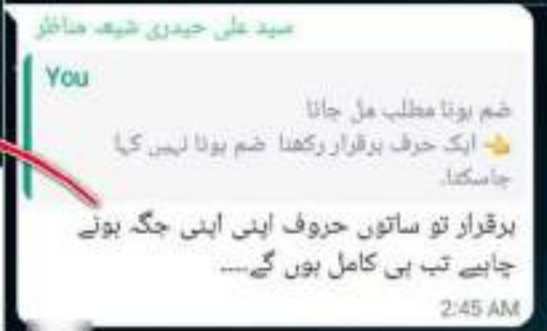 سید علی حیدری شیعہ مناظر
You
ضم ہونا مطلب مل جانا
👈 ایک حرف برقرار رکھنا ضم ہونا نہیں کہا
جاسکتا۔
برقرار تو ساتوں حروف اپنی اپنی جگہ ہونے
چاہیے تب ہی کامل ہوں گے....
2:45 AM